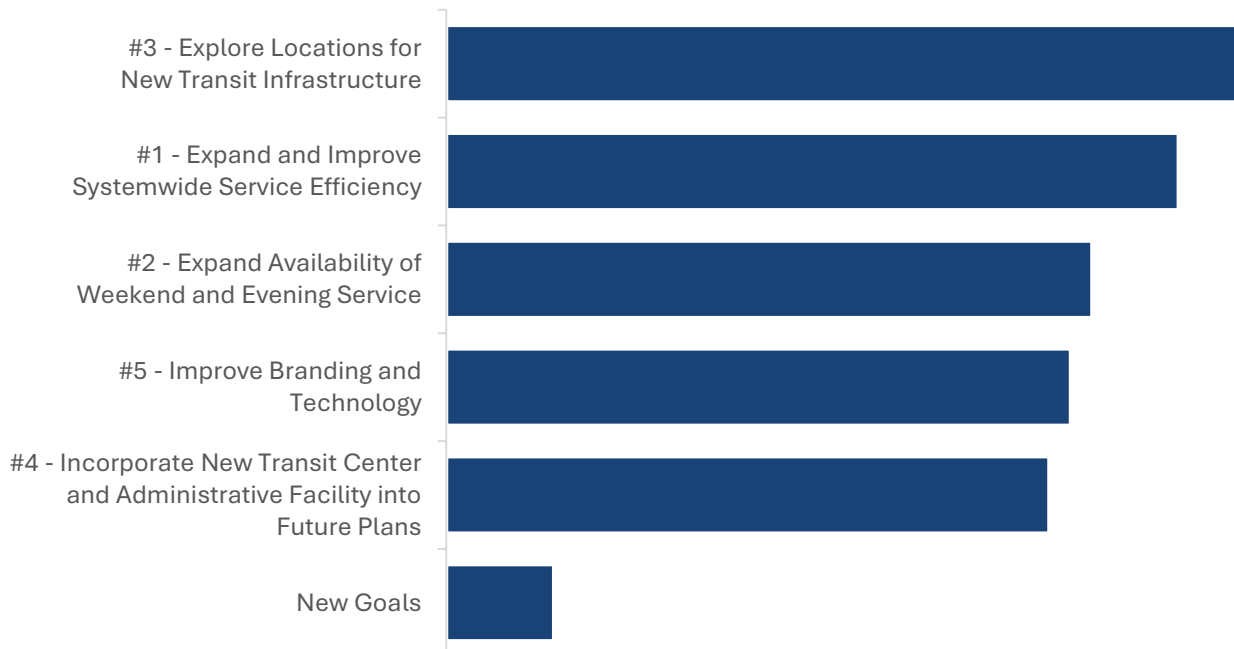 #3 - Explore Locations for
New Transit Infrastructure
#1 - Expand and Improve
Systemwide Service Efficiency
#2 - Expand Availability of
Weekend and Evening Service
#5 - Improve Branding and
Technology
#4 - Incorporate New Transit Center
and Administrative Facility into
Future Plans
New Goals